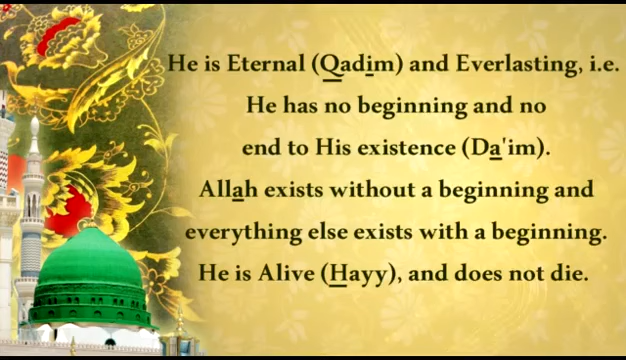 He is Eternal (Qadim) and Everlasting, i.e.
He has no beginning and no
end to His existence (Da'im).
Allah exists without a beginning and
everything else exists with a beginning.
He is Alive (Hayy), and does not die.